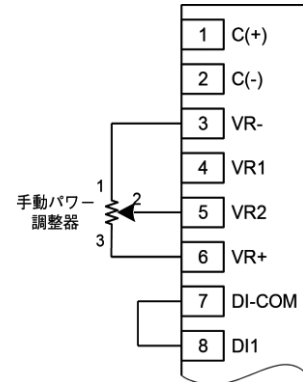 1 C(+)
2 C(-)
3 VR-
4 VR1
1
手動パワー
調整器
2
5 VR2
3
6 VR+
7 DI-COM
8 DI1